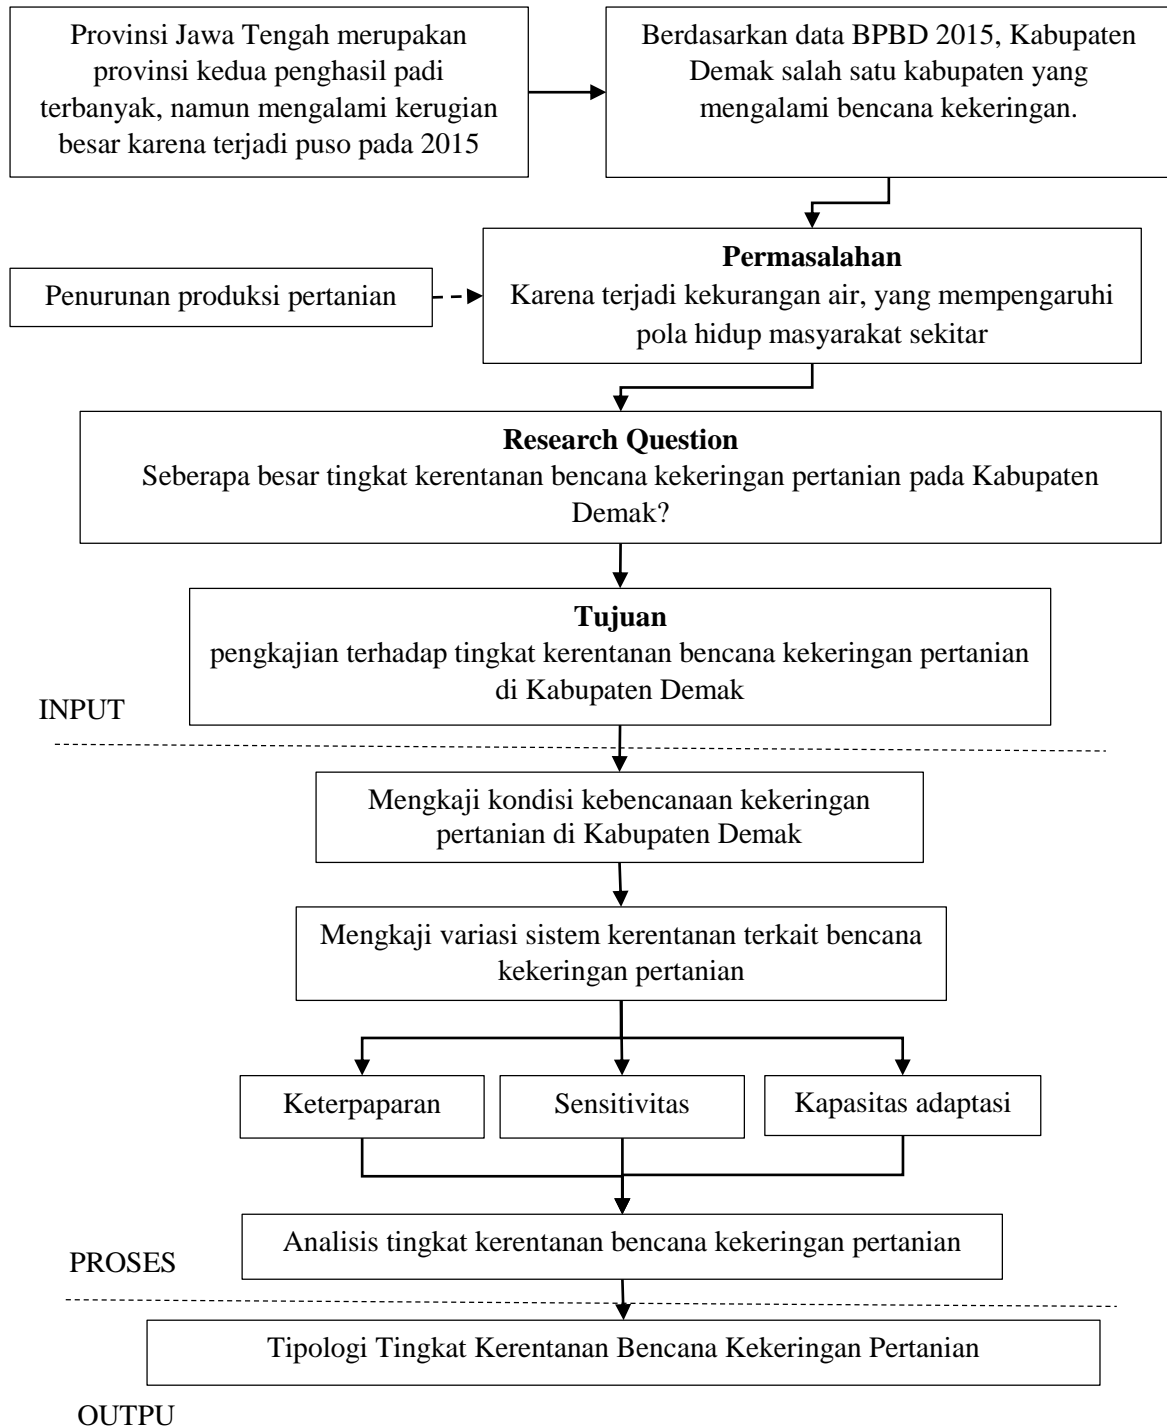 Provinsi Jawa Tengah merupakan
provinsi kedua penghasil padi
terbanyak, namun mengalami kerugian
besar karena terjadi puso pada 2015
Berdasarkan data BPBD 2015, Kabupaten
Demak salah satu kabupaten yang
mengalami bencana kekeringan.
Permasalahan
Karena terjadi kekurangan air, yang mempengaruhi
pola hidup masyarakat sekitar
Penurunan produksi pertanian
Research Question
Seberapa besar tingkat kerentanan bencana kekeringan pertanian pada Kabupaten
Demak?
Tujuan
pengkajian terhadap tingkat kerentanan bencana kekeringan pertanian
di Kabupaten Demak
INPUT
Mengkaji kondisi kebencanaan kekeringan
pertanian di Kabupaten Demak
Mengkaji variasi sistem kerentanan terkait bencana
kekeringan pertanian
Keterpaparan
Sensitivitas
Kapasitas adaptasi
Analisis tingkat kerentanan bencana kekeringan pertanian
PROSES
Tipologi Tingkat Kerentanan Bencana Kekeringan Pertanian
OUTPU